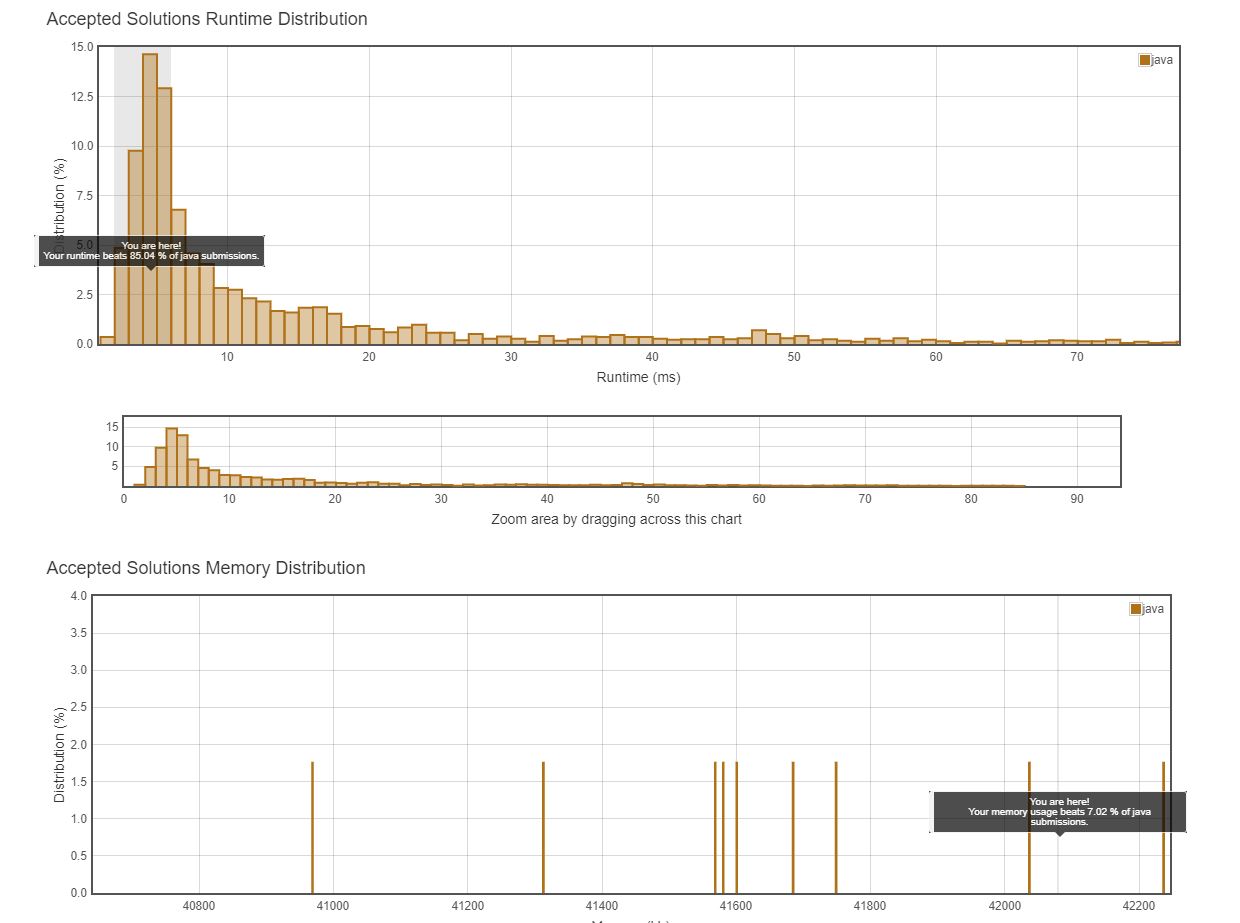 Accepted Solutions Runtime Distribution
15.0
java
12.5
10.0
7.5
5.0
2.5
0.0
Distribution (%)
You are here!
Your runtime beats 85.04 % of java submissions.
10 20 30 40 50 60 70
Runtime (ms)
15
10
5
0 10 20 30 40 50 60 70 80 90
Zoom area by dragging across this chart
Accepted Solutions Memory Distribution
4.0
java
3.5
3.0
2.5
2.0
1.5
1.0
0.5
0.0
Distribution (%)
You are here!
Your memory usage beats 7.02 % of java
submissions.
40800 41000 41200 41400 41600 41800 42000 42200